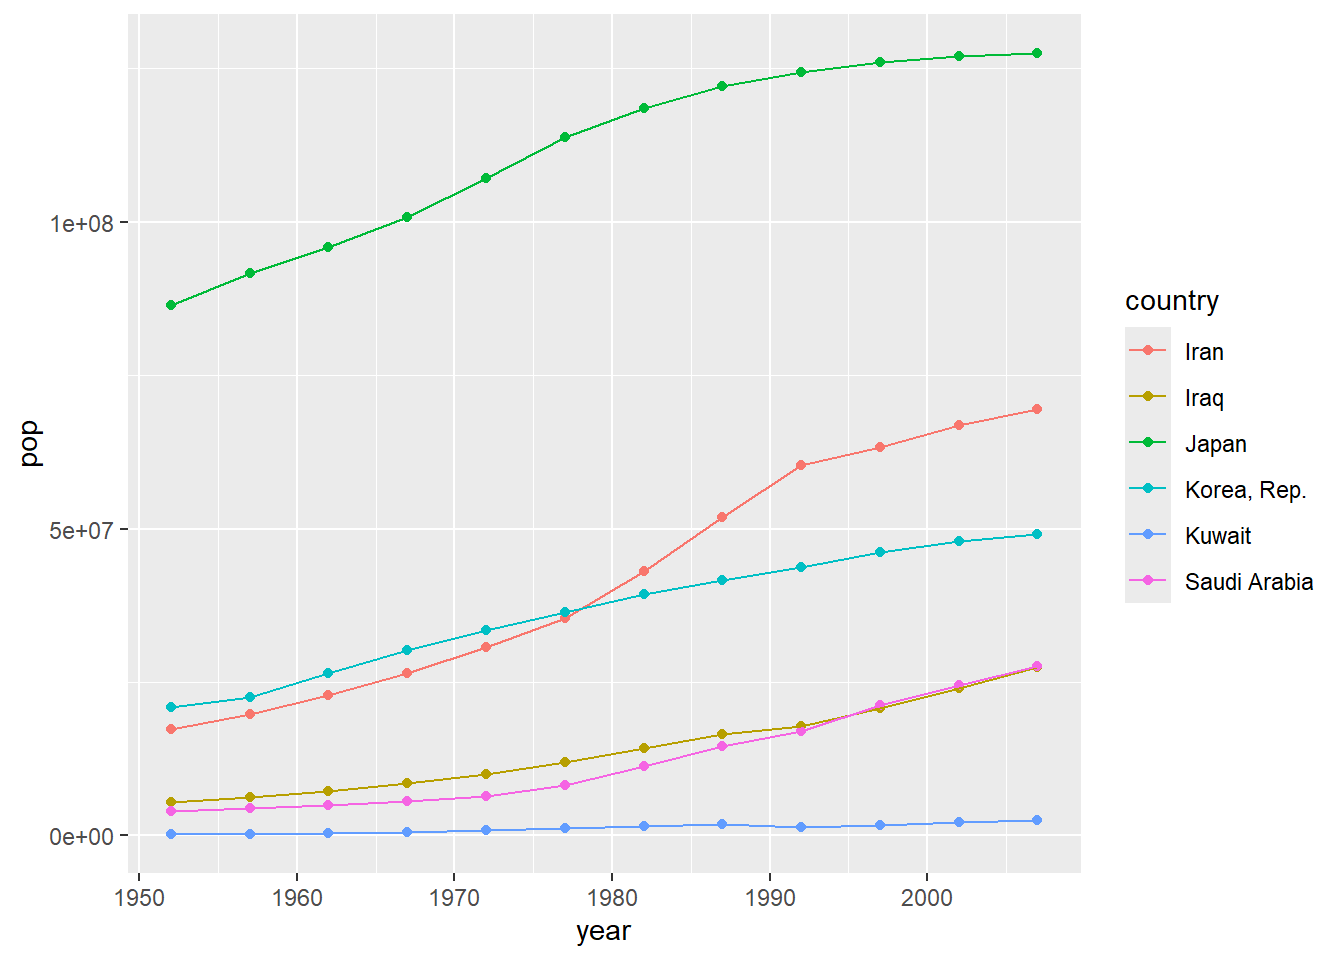 1e+08
5e+07
0e+00
pop
1950 1960 1970 1980 1990 2000
year
country
Iran
Iraq
Japan
Korea, Rep.
Kuwait
Saudi Arabia